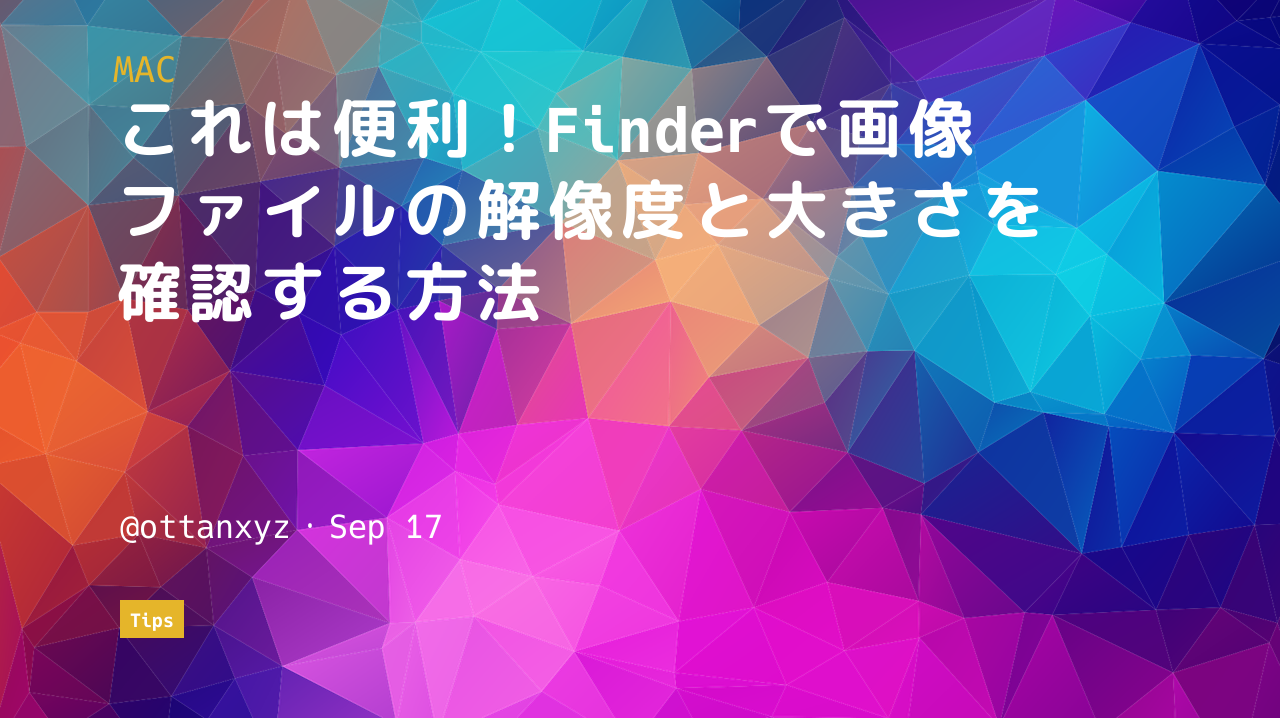 MAC
これは便利！Finderで画像
ファイルの解像度と大きさを
確認する方法
@ottanxyz · Sep 17
Tips